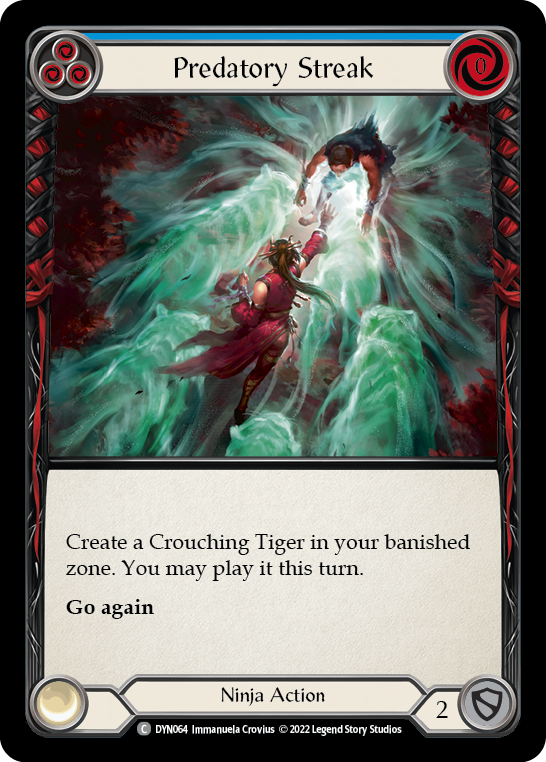 Predatory Streak
0
Create a Crouching Tiger in your banished
zone. You may play it this turn.
Go again
Ninja Action
2
C DYN064 Immanuela Crovius © 2022 Legend Story Studios